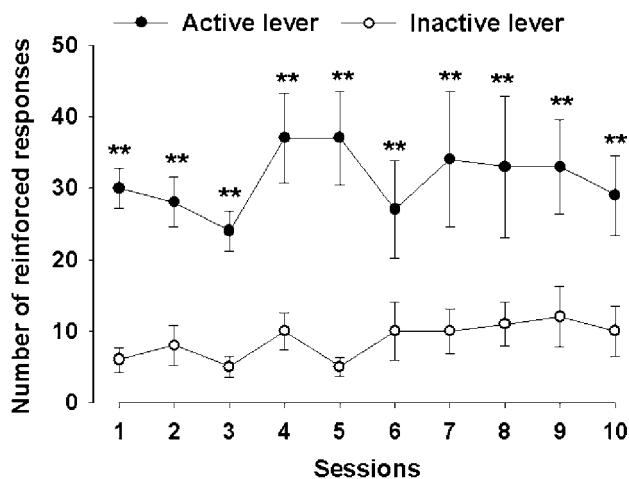 Active lever Inactive lever
Number of reinforced responses
50
40
30
20
10
0
** ** ** ** ** ** ** ** ** **
1 2 3 4 5 6 7 8 9 10
Sessions